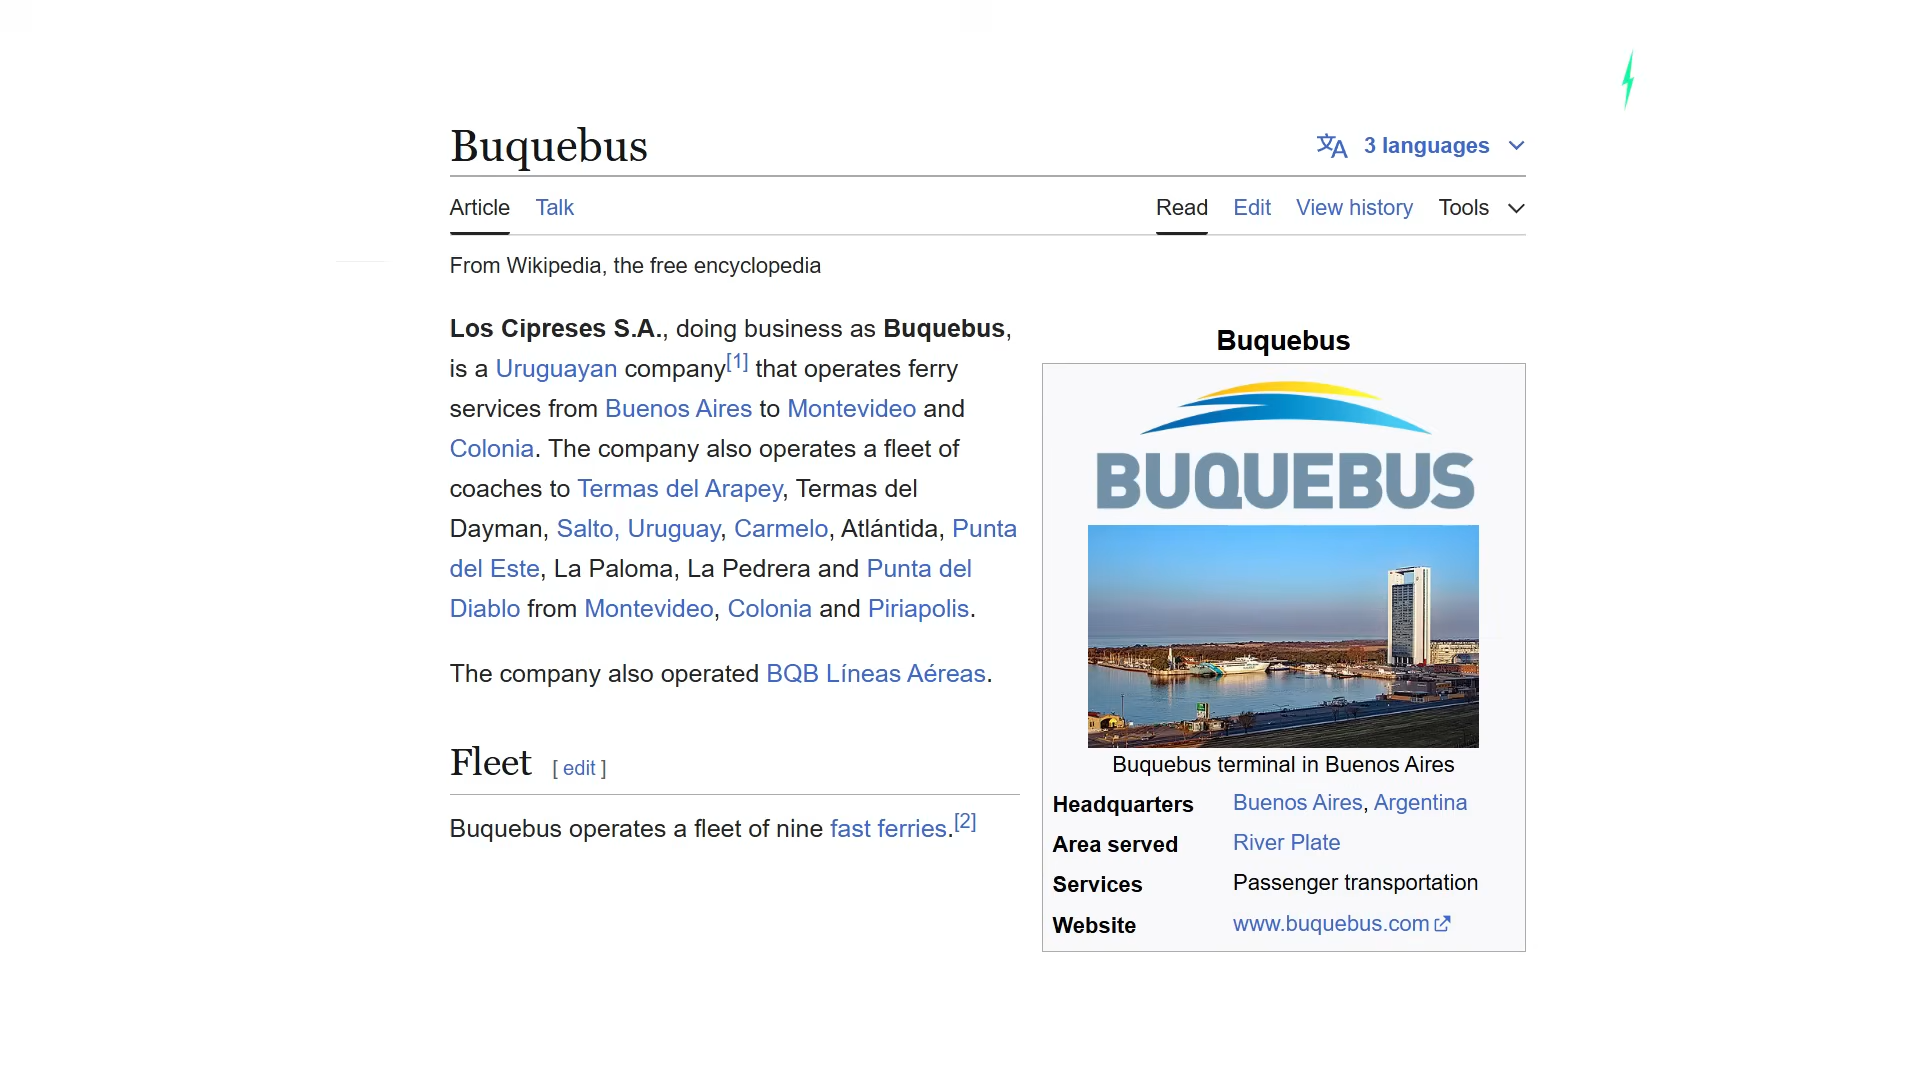 Buquebus
3 languages
Article Talk
Read Edit View history Tools
From Wikipedia, the free encyclopedia
Los Cipreses S.A., doing business as Buquebus,
is a Uruguayan company[1] that operates ferry
services from Buenos Aires to Montevideo and
Colonia. The company also operates a fleet of
coaches to Termas del Arapey, Termas del
Dayman, Salto, Uruguay, Carmelo, Atlántida, Punta
del Este, La Paloma, La Pedrera and Punta del
Diablo from Montevideo, Colonia and Piriapolis.
The company also operated BQB Líneas Aéreas.
Fleet [ edit ]
Buquebus operates a fleet of nine fast ferries.[2]
Buquebus
BUQUEBUS
Buquebus terminal in Buenos Aires
Headquarters Buenos Aires, Argentina
Area served River Plate
Services Passenger transportation
Website www.buquebus.com